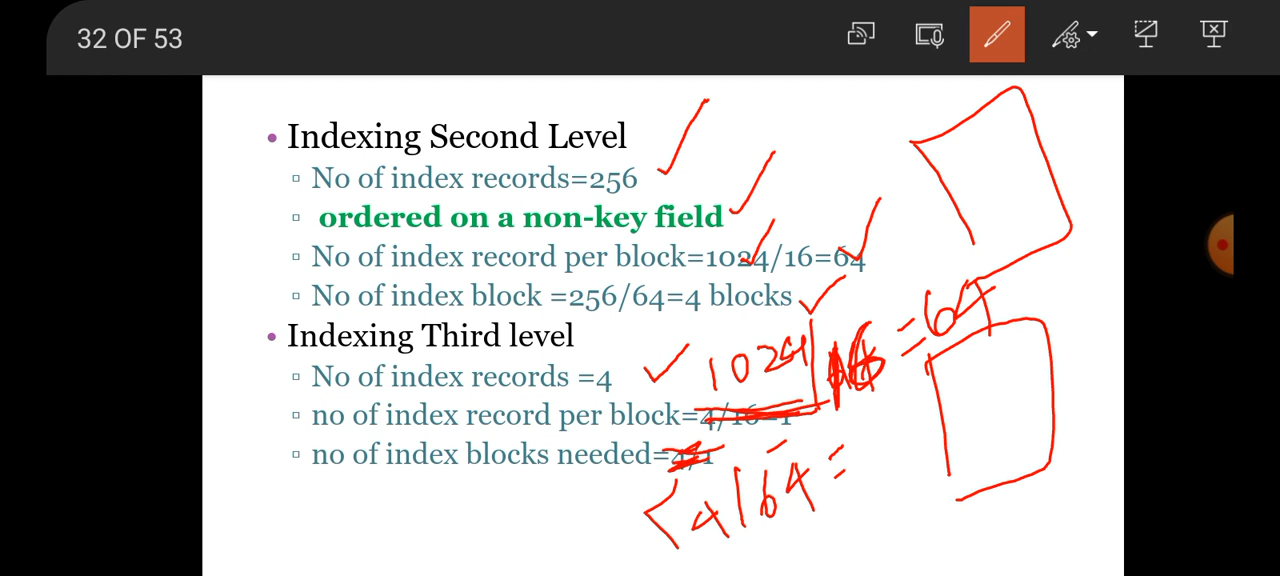 32 OF 53
• Indexing Second Level
▫ No of index records=256
▫ ordered on a non-key field
▫ No of index record per block=1024/16=64
▫ No of index block =256/64=4 blocks
• Indexing Third level
▫ No of index records =4
1024/16=64
▫ no of index record per block=4/16=1
▫ no of index blocks needed=4/1
4/64=